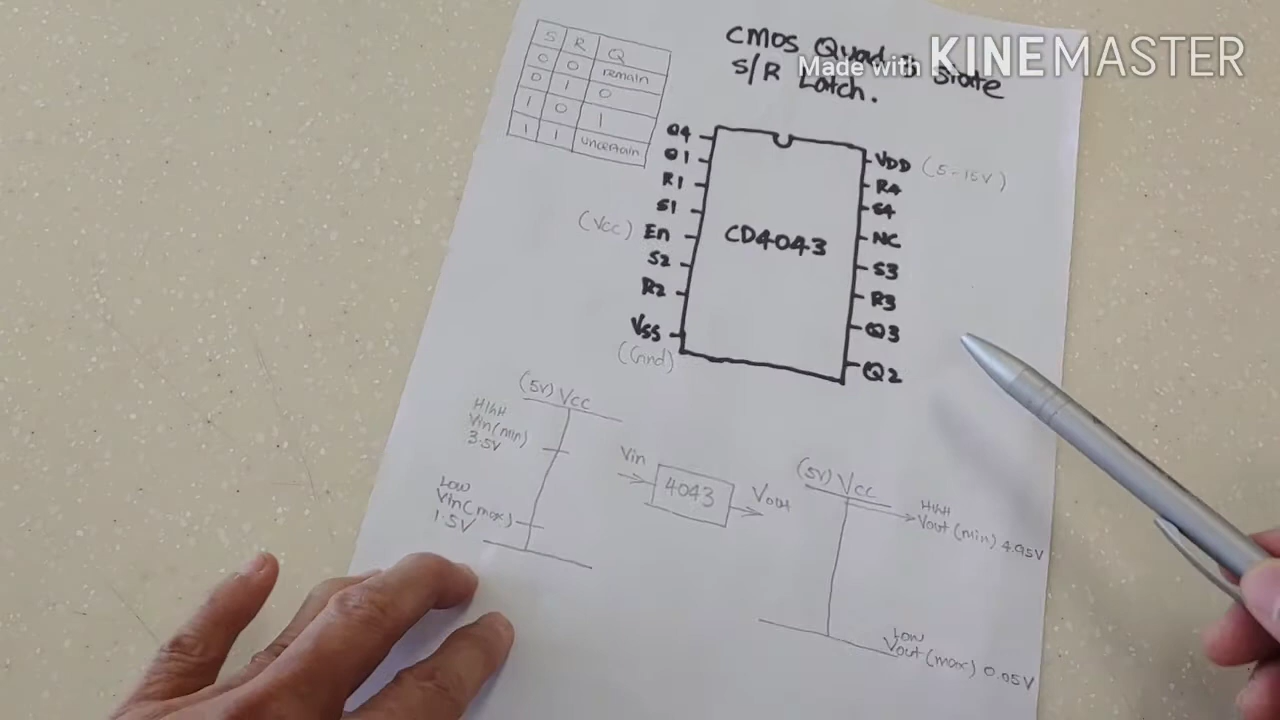 CMOS Quad
State
S/R Latch.
Made with KINEMASTER
S R Q
0 0 remain
0 1 0
1 0 1
1 1 uncertain
Q4
Q1
R1
S1
(Vcc) En
S2
R2
Vss
(Gnd)
CD4043
VDD (5-15V)
R4
S4
NC
S3
R3
Q3
Q2
(5V) Vcc
HIGH
Vin(min)
3.5V
LOW
Vin(max)
1.5V
Vin
4043
Vout
(5V) Vcc
HIGH
Vout (min) 4.95V
LOW
Vout (max) 0.05V